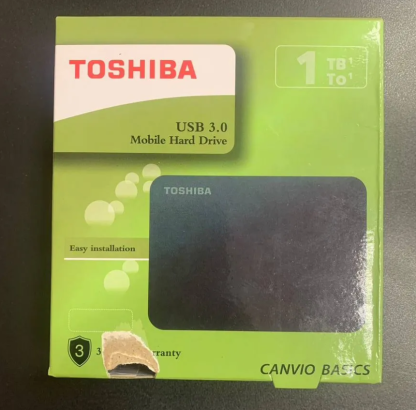 TOSHIBA
1 TB¹
To¹
USB 3.0
Mobile Hard Drive
TOSHIBA
Easy installation
3
CANVIO BASICS